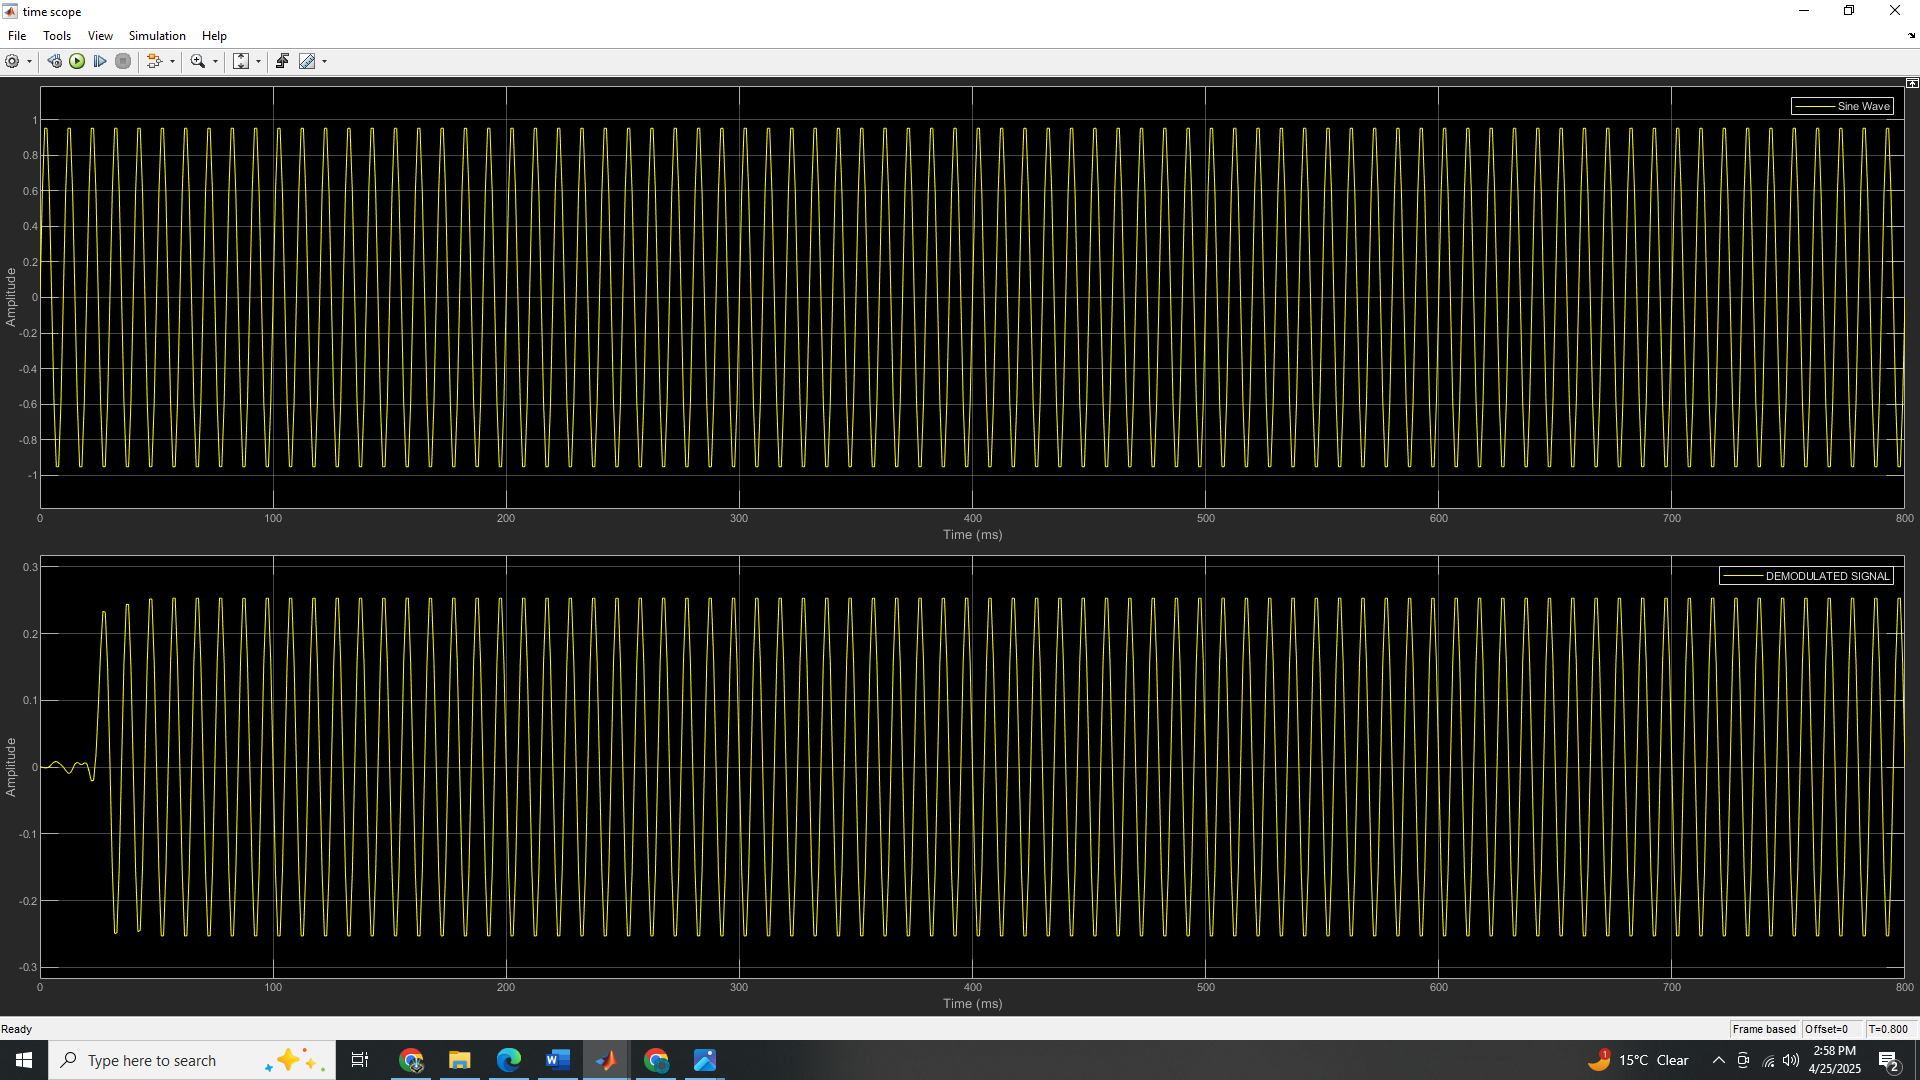 time scope
File Tools View Simulation Help
Sine Wave
1
0.8
0.6
0.4
0.2
0
-0.2
-0.4
-0.6
-0.8
-1
Amplitude
0 100 200 300 400 500 600 700 800
Time (ms)
DEMODULATED SIGNAL
0.3
0.2
0.1
0
-0.1
-0.2
-0.3
Amplitude
0 100 200 300 400 500 600 700 800
Time (ms)
Ready Frame based Offset=0 T=0.800
Type here to search
1 15°C Clear
2:58 PM
4/25/2025
2